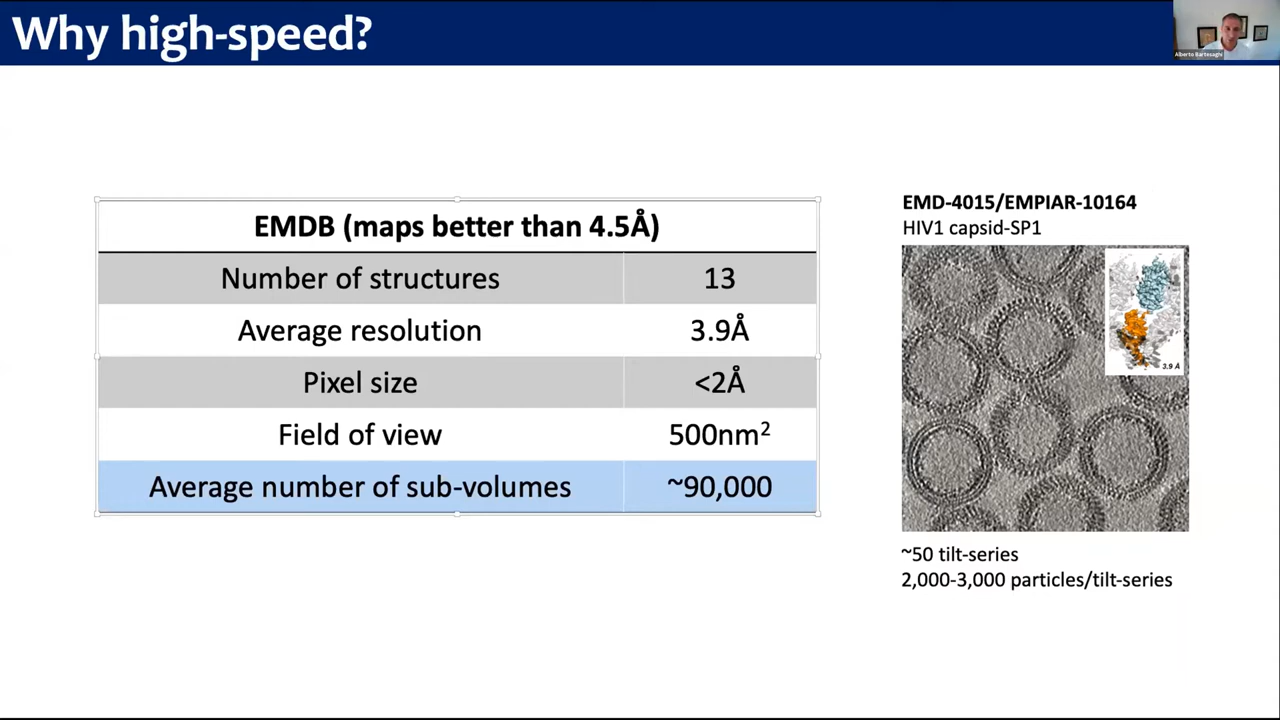 Why high-speed?
Alberto Bartesaghi
EMDB (maps better than 4.5Å)
Number of structures 13
Average resolution 3.9Å
Pixel size <2Å
Field of view 500nm²
Average number of sub-volumes ~90,000
EMD-4015/EMPIAR-10164
HIV1 capsid-SP1
3.9 Å
~50 tilt-series
2,000-3,000 particles/tilt-series